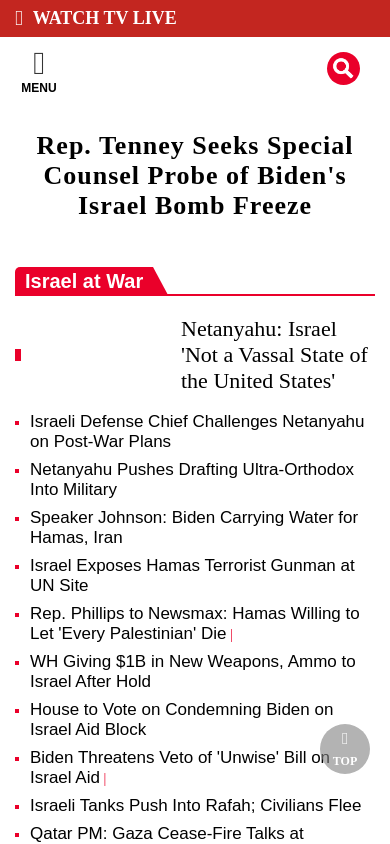 WATCH TV LIVE
MENU
Rep. Tenney Seeks Special
Counsel Probe of Biden's
Israel Bomb Freeze
Israel at War
Netanyahu: Israel
'Not a Vassal State of
the United States'
Israeli Defense Chief Challenges Netanyahu
on Post-War Plans
Netanyahu Pushes Drafting Ultra-Orthodox
Into Military
Speaker Johnson: Biden Carrying Water for
Hamas, Iran
Israel Exposes Hamas Terrorist Gunman at
UN Site
Rep. Phillips to Newsmax: Hamas Willing to
Let 'Every Palestinian' Die |
WH Giving $1B in New Weapons, Ammo to
Israel After Hold
House to Vote on Condemning Biden on
Israel Aid Block
Biden Threatens Veto of 'Unwise' Bill on
Israel Aid |
TOP
Israeli Tanks Push Into Rafah; Civilians Flee
Qatar PM: Gaza Cease-Fire Talks at